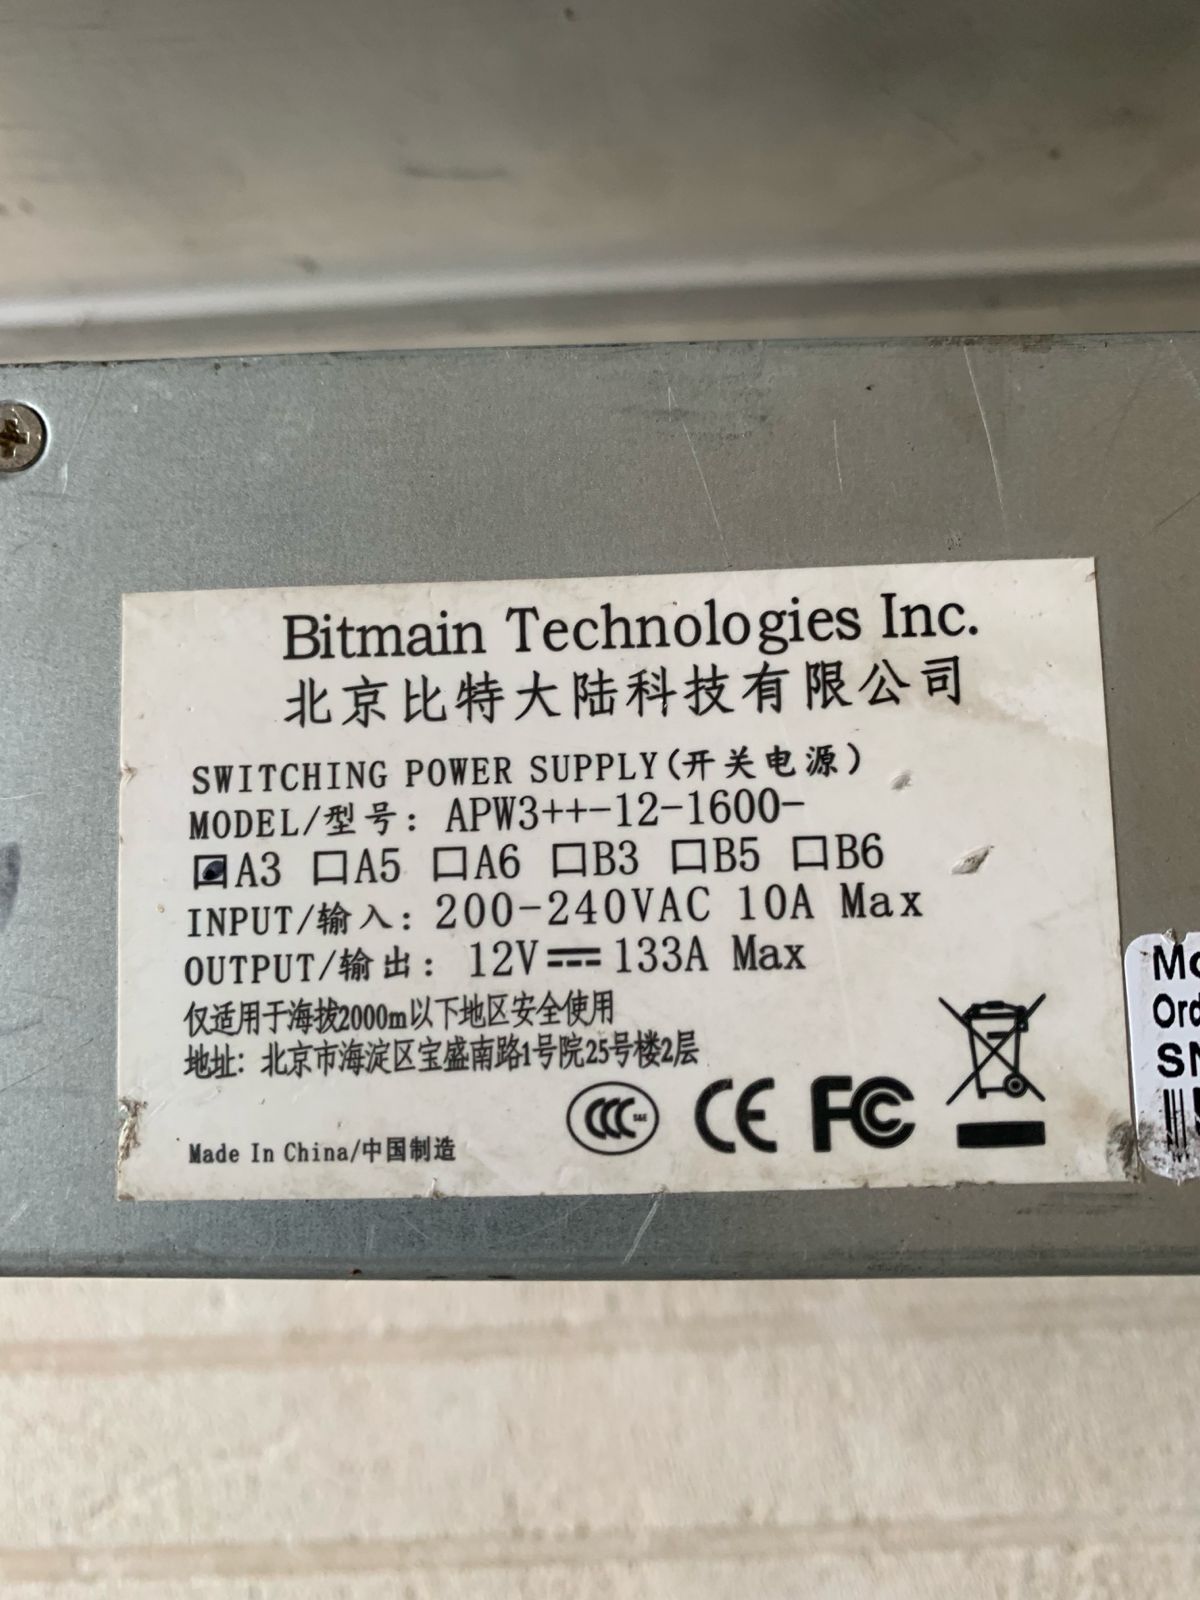 Bitmain Technologies Inc.
北京比特大陆科技有限公司
SWITCHING POWER SUPPLY(开关电源)
MODEL/型号: APW3++-12-1600-
A3 □A5 □A6 □B3 □B5 □B6
INPUT/输入: 200-240VAC 10A Max
OUTPUT/输出: 12V 133A Max
仅适用于海拔2000m以下地区安全使用
地址: 北京市海淀区宝盛南路1号院25号楼2层
Made In China/中国制造
CCC S&E CE FC
Mo
Ord
SN